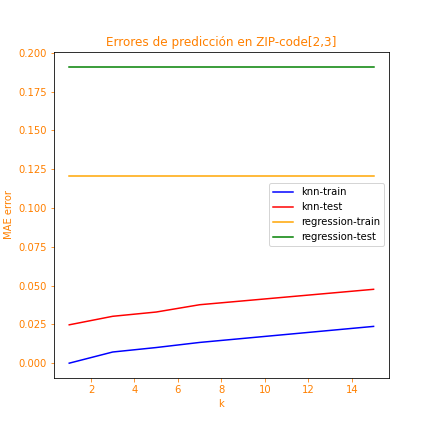 Errores de predicción en ZIP-code[2,3]
MAE error
0.200
0.175
0.150
0.125
0.100
0.075
0.050
0.025
0.000
knn-train
knn-test
regression-train
regression-test
2 4 6 8 10 12 14
k